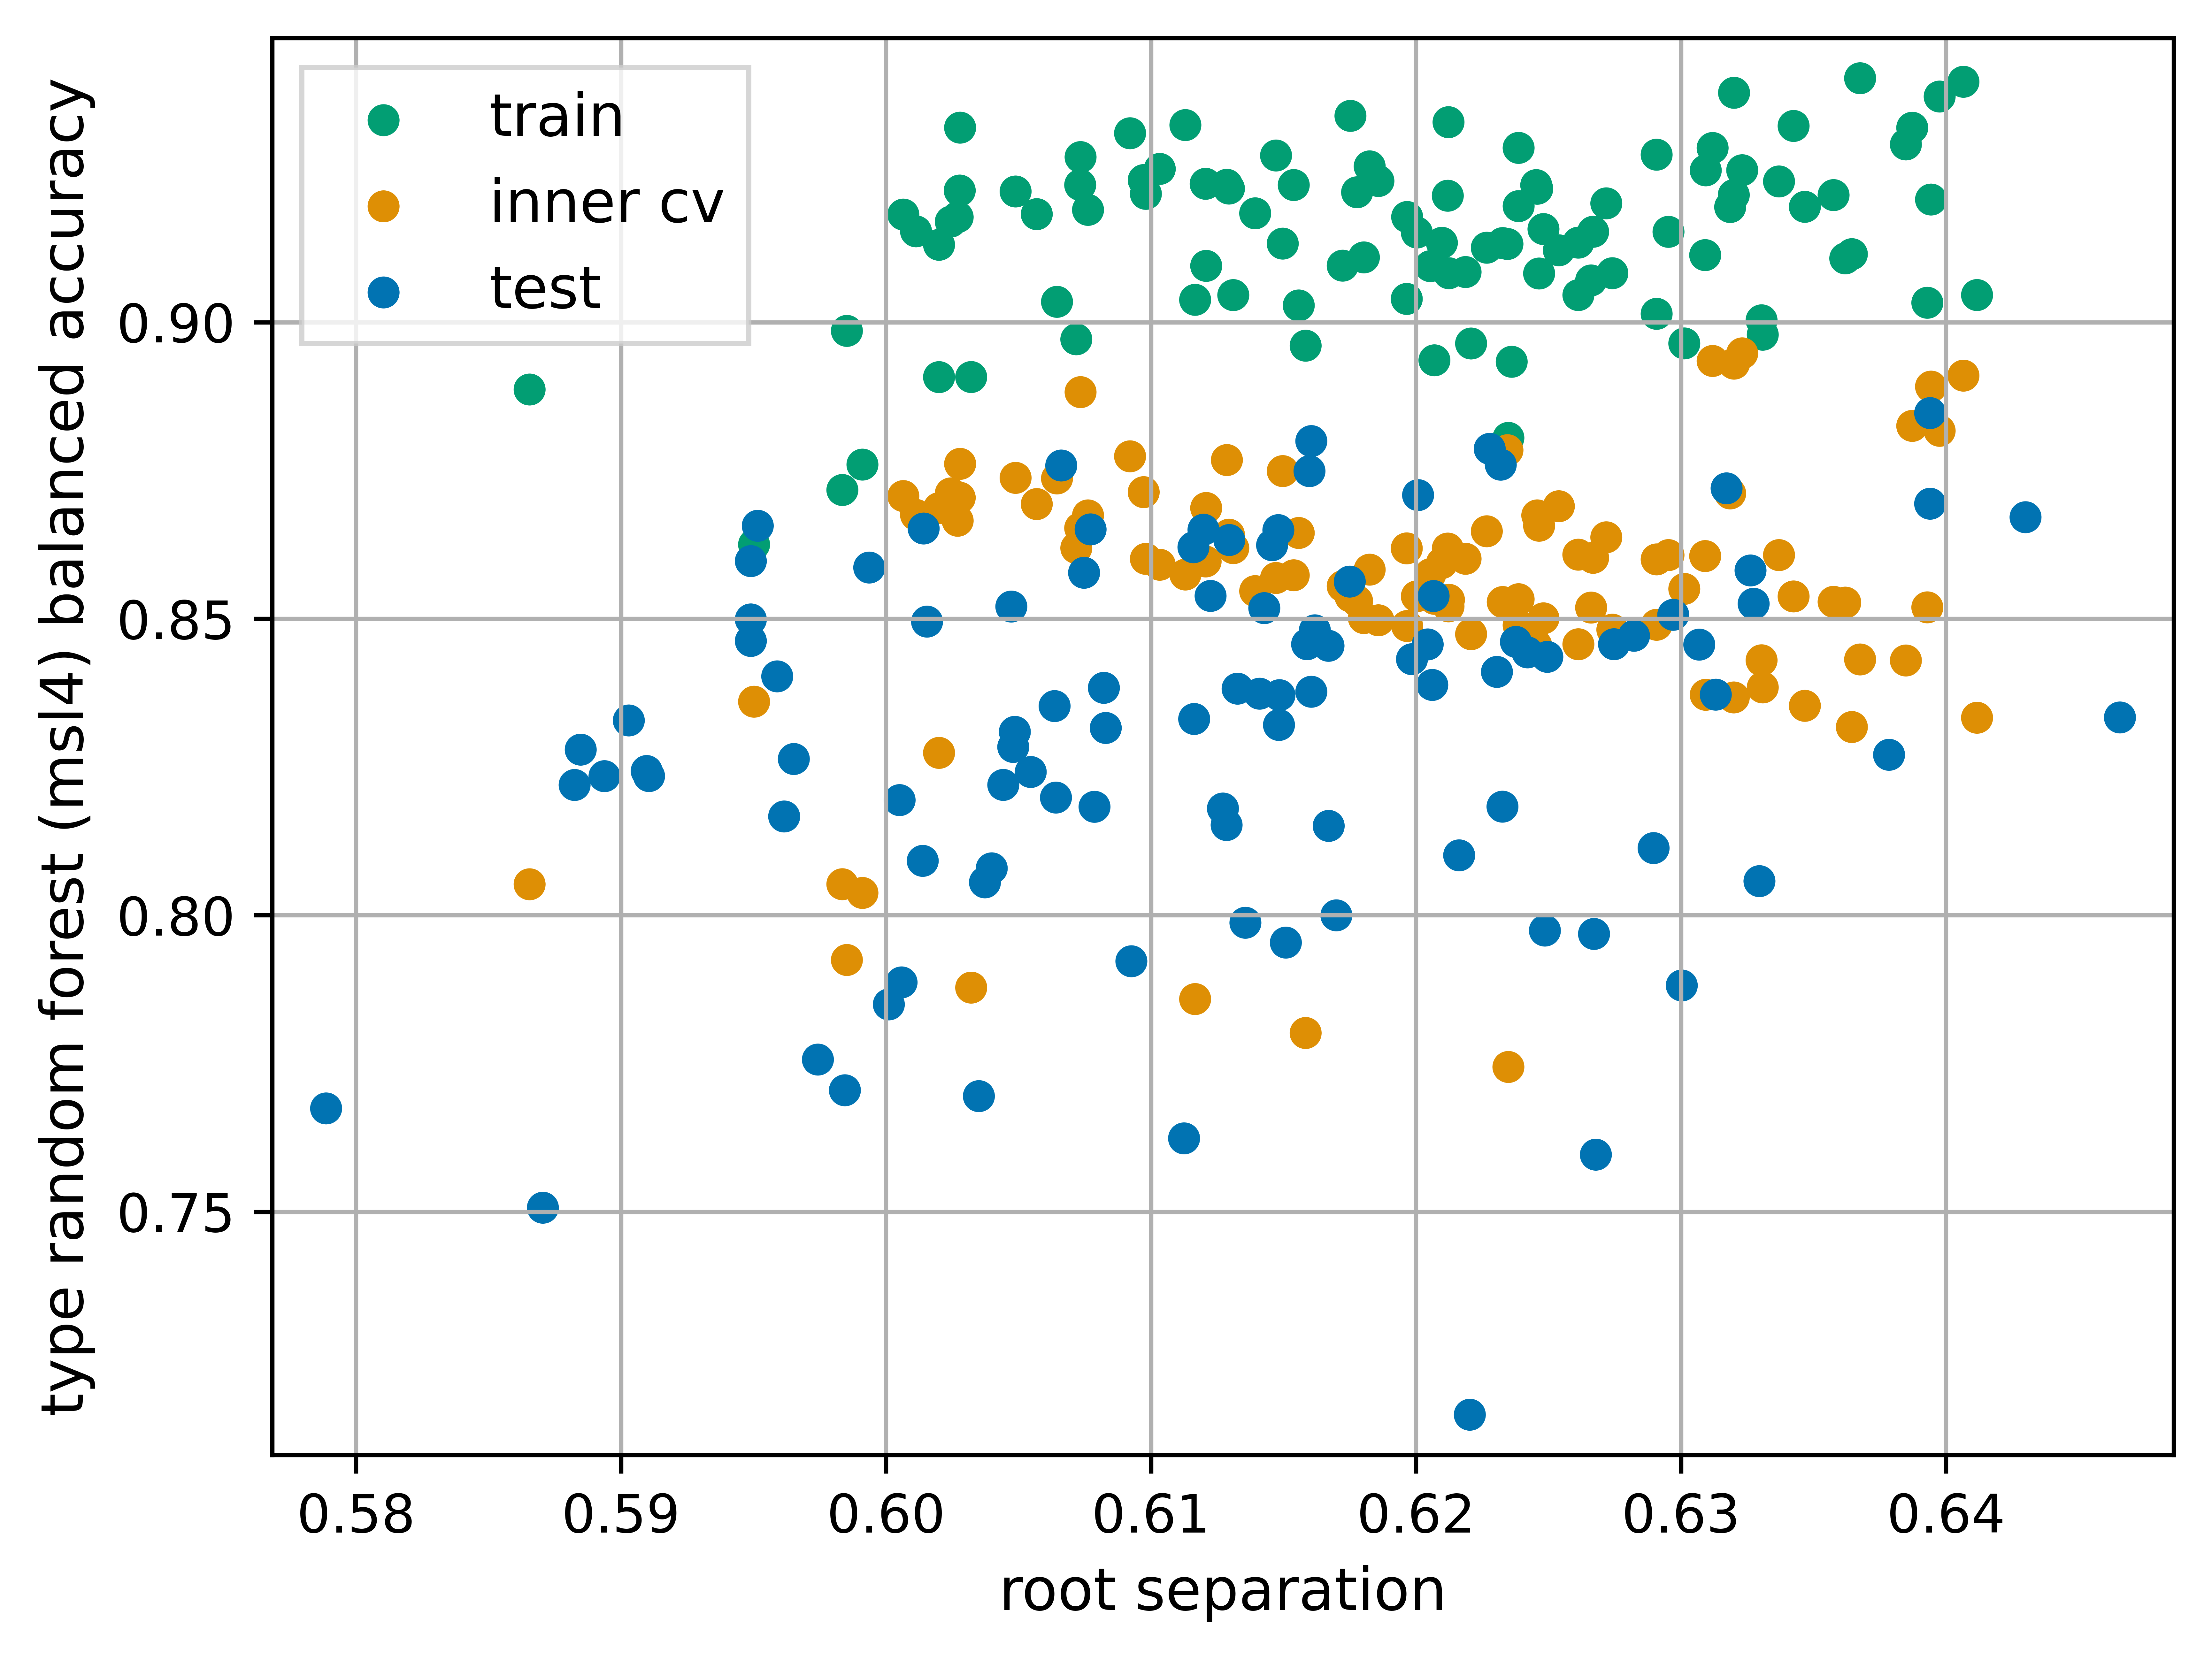 train
inner cv
test
type random forest (msl4) balanced accuracy
0.90
0.85
0.80
0.75
0.58 0.59 0.60 0.61 0.62 0.63 0.64
root separation